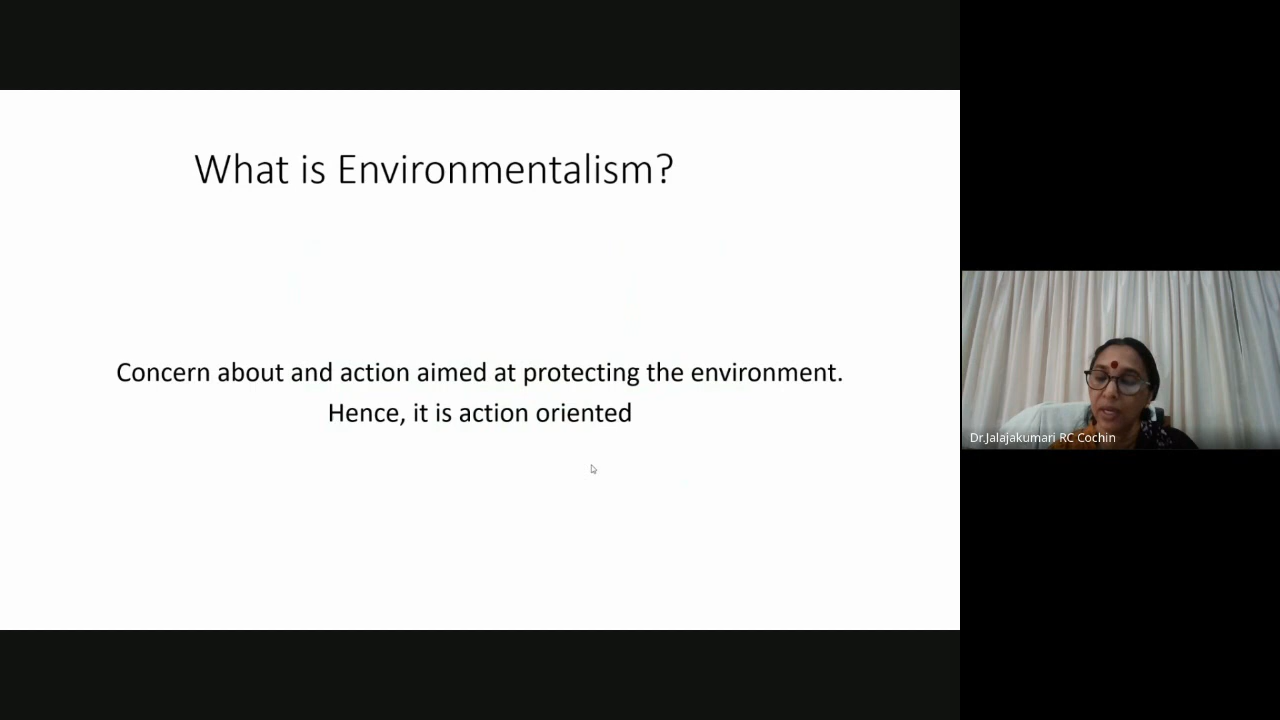 What is Environmentalism?
Concern about and action aimed at protecting the environment.
Hence, it is action oriented
Dr.Jalajakumari RC Cochin